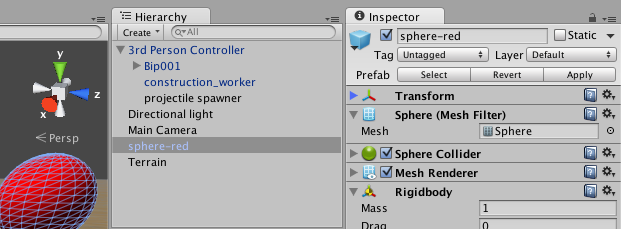 Hierarchy
Create
All
3rd Person Controller
Bip001
construction_worker
projectile spawner
Directional light
Main Camera
sphere-red
Terrain
y
z
x
Persp
Inspector
sphere-red
Static
Tag Untagged Layer Default
Prefab Select Revert Apply
Transform
Sphere (Mesh Filter)
Mesh Sphere
Sphere Collider
Mesh Renderer
Rigidbody
Mass 1
Drag 0